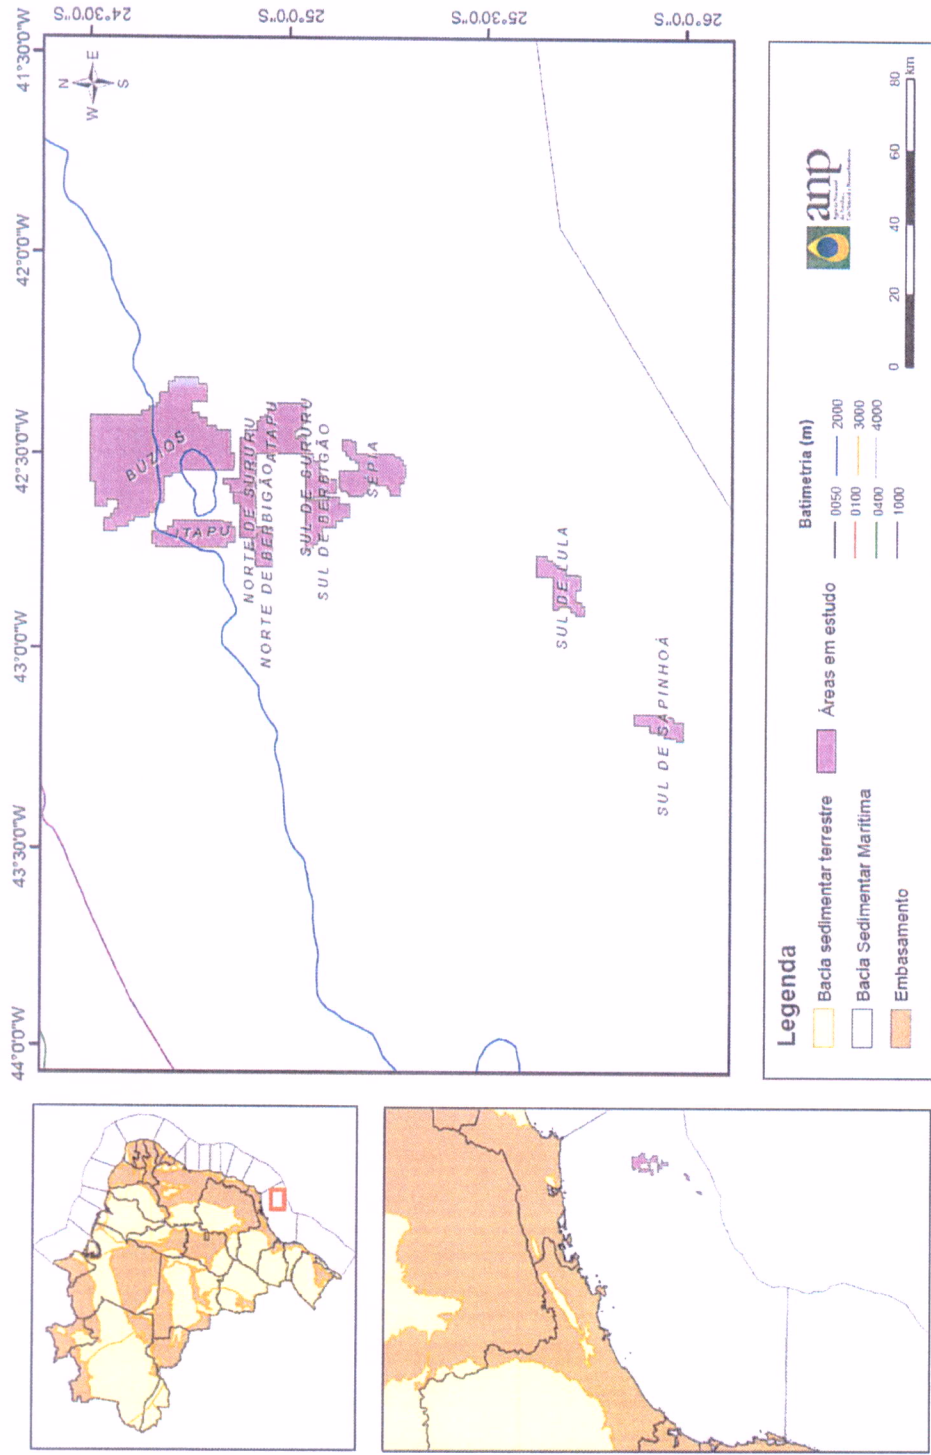 44°0'0"W
43°30'0"W
43°0'0"W
42°30'0"W
42°0'0"W
41°30'0"W
24°30'0"S
25°0'0"S
25°30'0"S
26°0'0"S
N
W
E
S
BUZIOS
ITAPU
NORTE DE SURURU
NORTE DE BERBIGÃO
ATAPU
SUL DE SURURU
SUL DE BERBIGÃO
SÉPIA
SUL DE LULA
SUL DE SAPINHOÁ
Legenda
Bacia sedimentar terrestre
Bacia Sedimentar Marítima
Embasamento
Áreas em estudo
Batimetria (m)
0050
0100
0400
1000
2000
3000
4000
anp
0
20
40
60
80
km